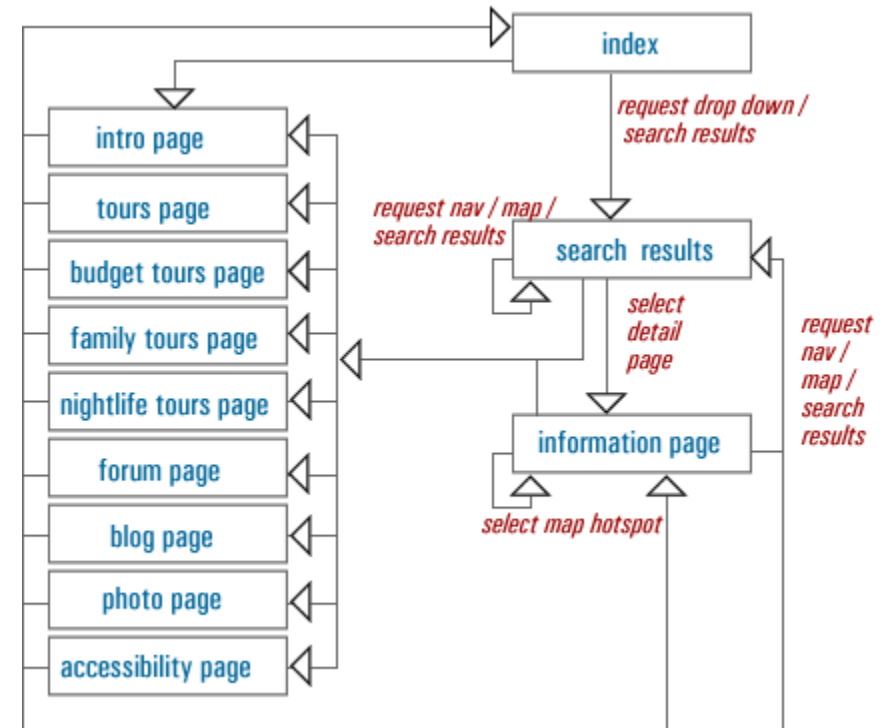 index
request drop down /
search results
intro page
tours page
request nav / map /
search results
search results
budget tours page
select
detail
page
family tours page
request
nav /
map /
search
results
nightlife tours page
information page
forum page
select map hotspot
blog page
photo page
accessibility page